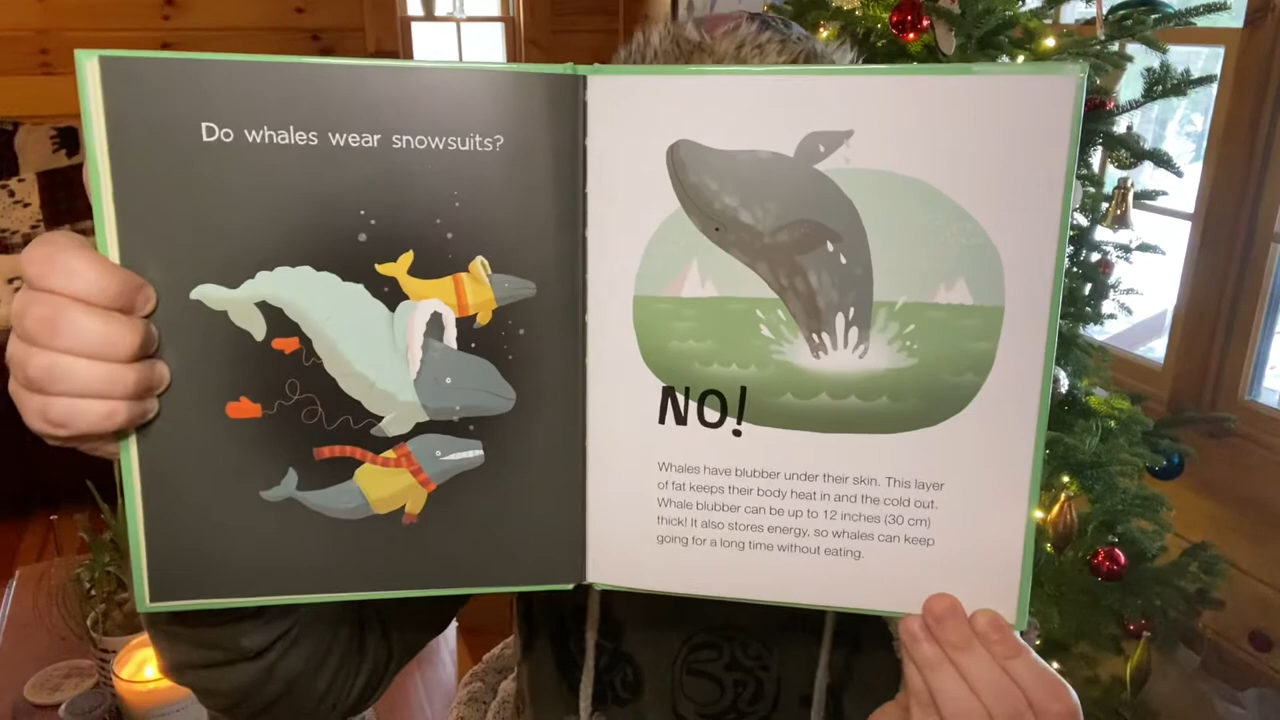 Do whales wear snowsuits?
NO!
Whales have blubber under their skin. This layer
of fat keeps their body heat in and the cold out.
Whale blubber can be up to 12 inches (30 cm)
thick! It also stores energy, so whales can keep
going for a long time without eating.